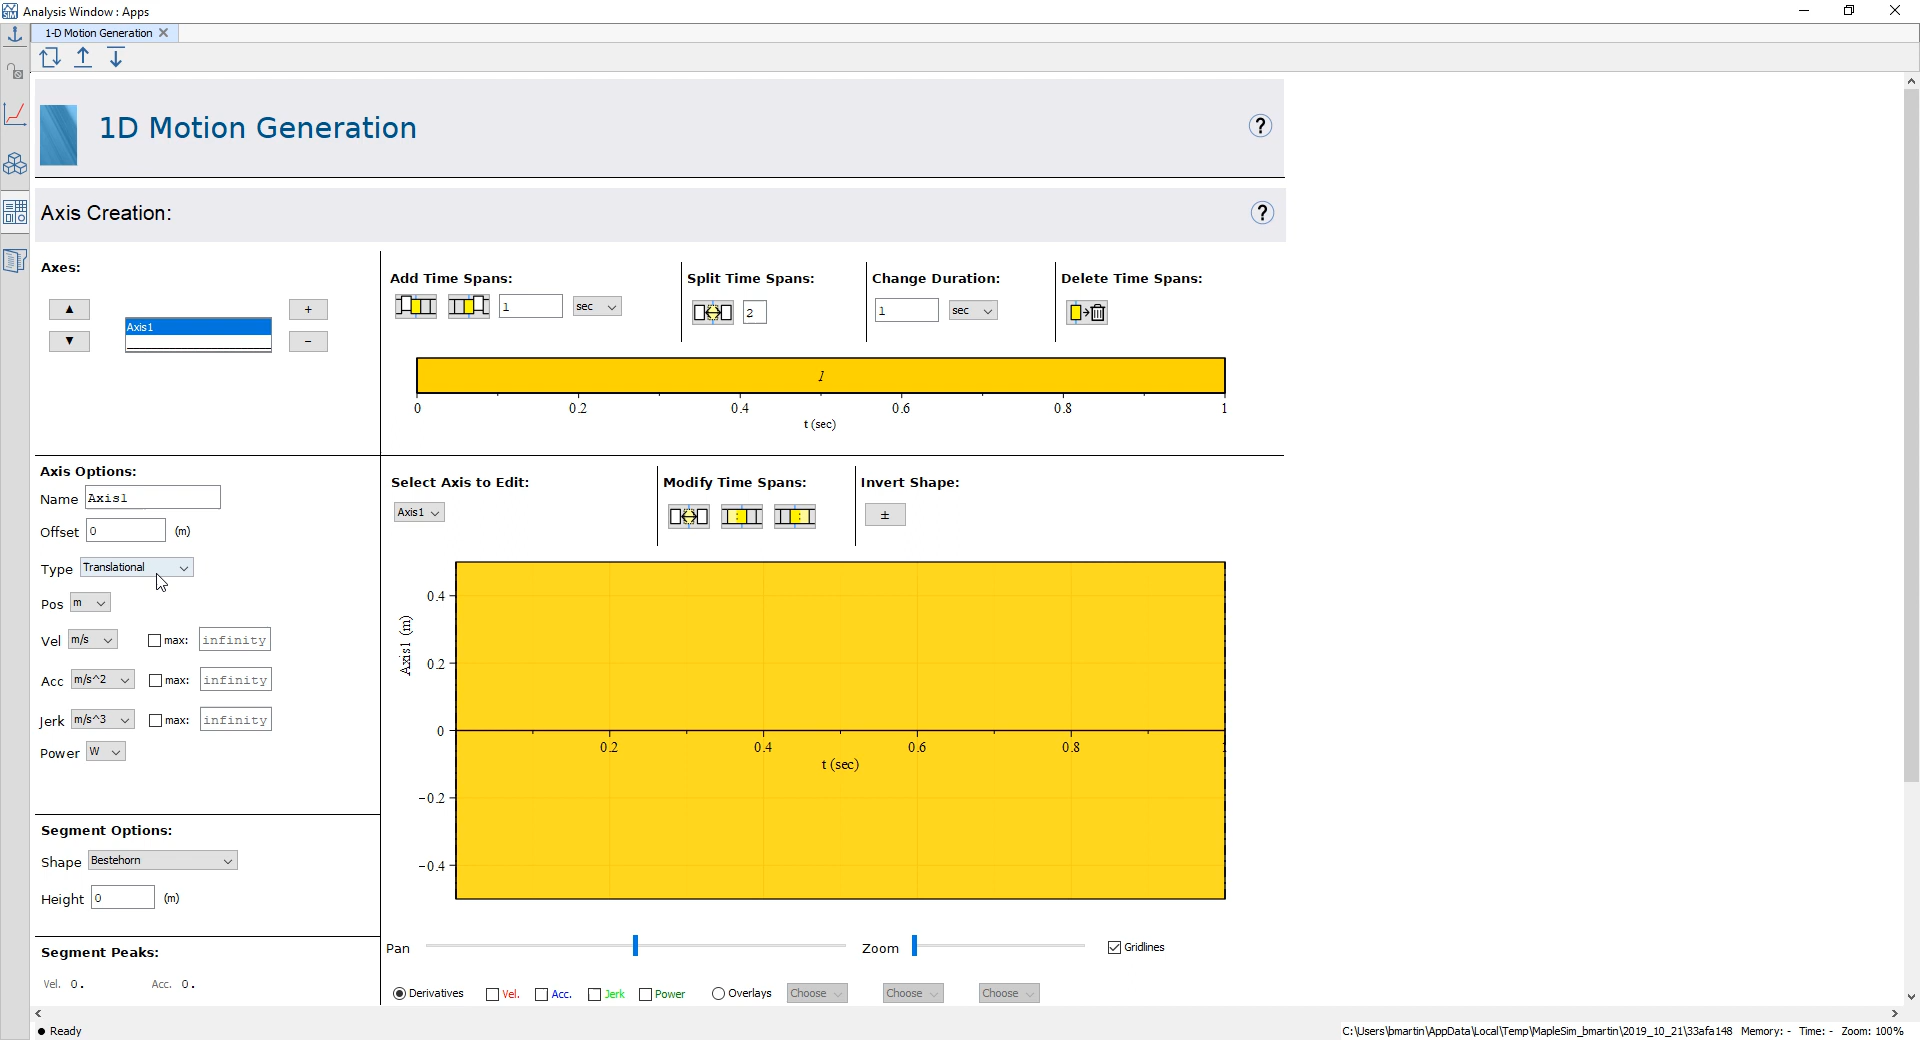 Analysis Window : Apps
1-D Motion Generation
1D Motion Generation
?
Axis Creation:
?
Axes:
▲
+
Axis1
▼
-
Add Time Spans:
1
sec
Split Time Spans:
2
Change Duration:
1
sec
Delete Time Spans:
1
0 0.2 0.4 0.6 0.8 1
t (sec)
Axis Options:
Name Axis1
Offset 0 (m)
Type Translational
Pos m
Vel m/s max: infinity
Acc m/s^2 max: infinity
Jerk m/s^3 max: infinity
Power W
Segment Options:
Shape Bestehorn
Height 0 (m)
Segment Peaks:
Vel. 0. Acc. 0.
Select Axis to Edit:
Axis1
Modify Time Spans:
Invert Shape:
±
Axis1 (m)
0.4
0.2
0
-0.2
-0.4
0.2 0.4 0.6 0.8 1
t (sec)
Pan Zoom Gridlines
Derivatives Vel. Acc. Jerk Power Overlays Choose Choose Choose
Ready
C:\Users\bmartin\AppData\Local\Temp\MapleSim_bmartin\2019_10_21\33afa148 Memory: - Time: - Zoom: 100%